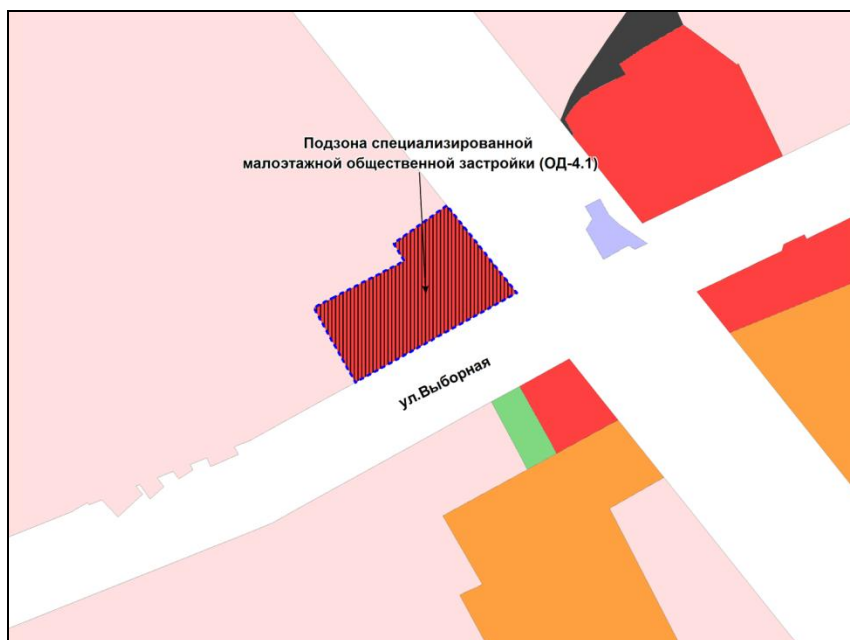 Подзона специализированной
малоэтажной общественной застройки (ОД-4.1)
ул.Выборная